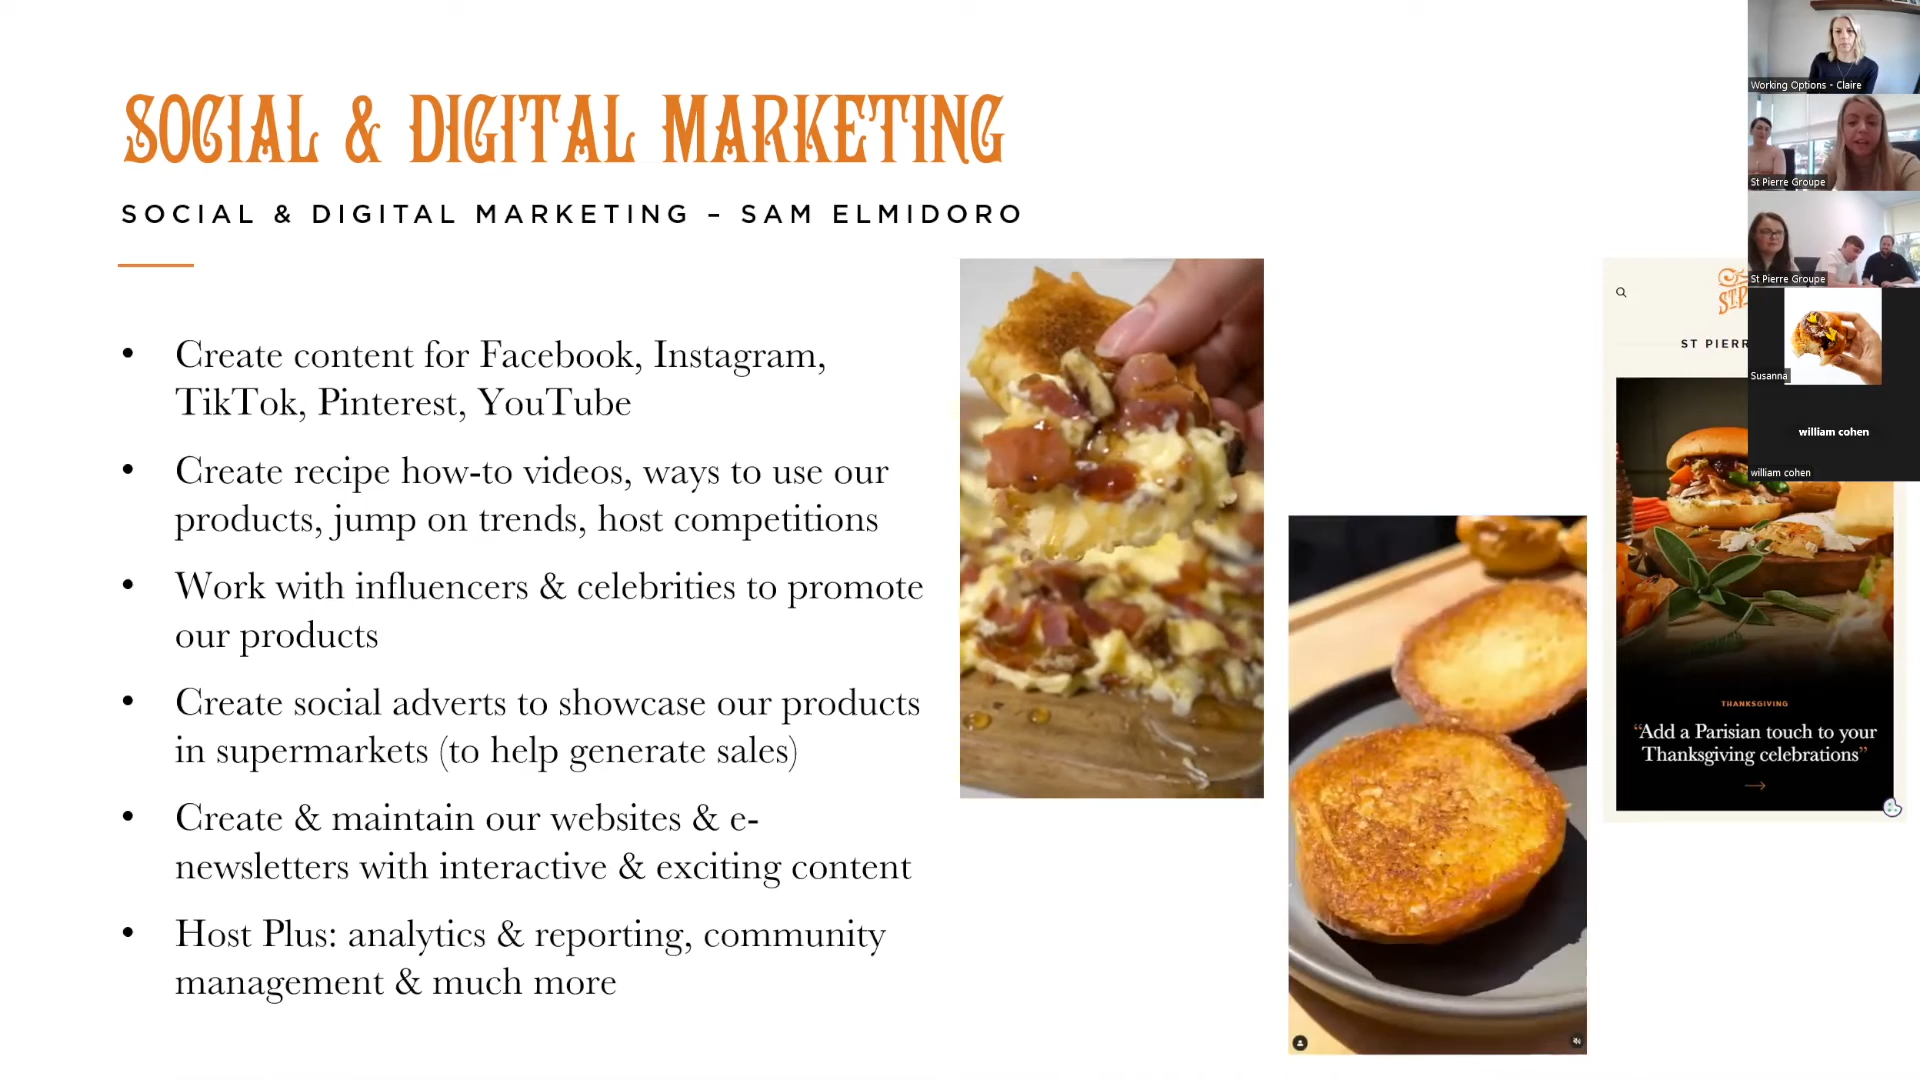 SOCIAL & DIGITAL MARKETING
SOCIAL & DIGITAL MARKETING – SAM ELMIDORO
• Create content for Facebook, Instagram,
TikTok, Pinterest, YouTube
• Create recipe how-to videos, ways to use our
products, jump on trends, host competitions
• Work with influencers & celebrities to promote
our products
• Create social adverts to showcase our products
in supermarkets (to help generate sales)
• Create & maintain our websites & e-
newsletters with interactive & exciting content
• Host Plus: analytics & reporting, community
management & much more
ST PIERR
THANKSGIVING
“Add a Parisian touch to your
Thanksgiving celebrations”
Working Options - Claire
St Pierre Groupe
St Pierre Groupe
Susanna
william cohen
william cohen